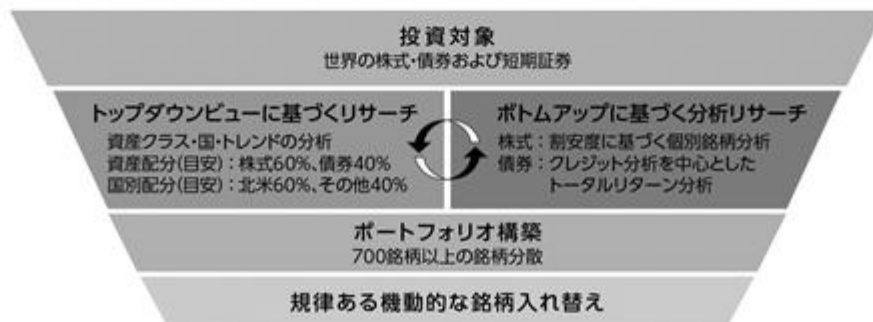 投資対象
世界の株式・債券および短期証券
トップダウンビューに基づくリサーチ
資産クラス・国・トレンドの分析
資産配分(目安)：株式60%、債券40%
国別配分(目安)：北米60%、その他40%
ボトムアップに基づく分析リサーチ
株式：割安度に基づく個別銘柄分析
債券：クレジット分析を中心とした
トータルリターン分析
ポートフォリオ構築
700銘柄以上の銘柄分散
規律ある機動的な銘柄入れ替え